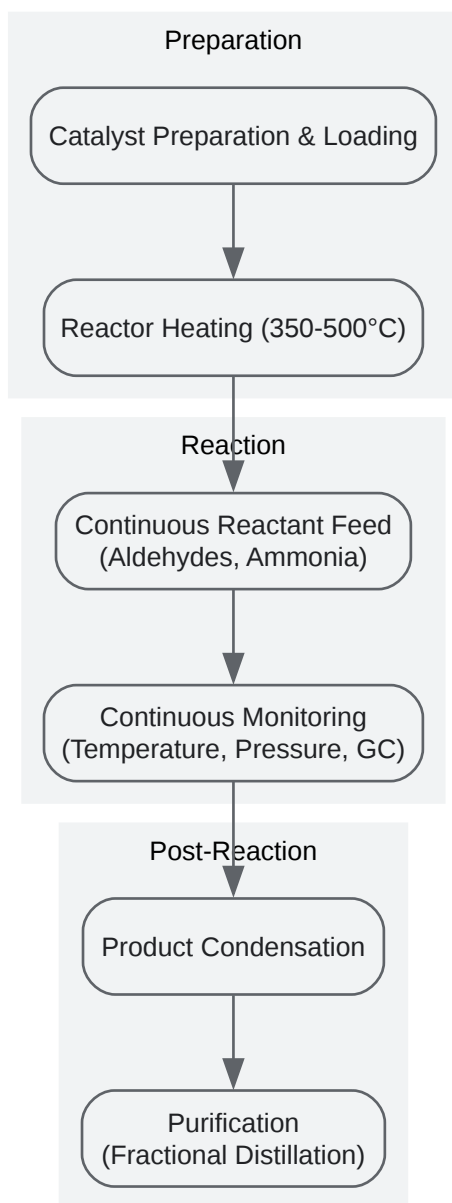 Preparation
Catalyst Preparation & Loading
Reactor Heating (350-500°C)
Reaction
Continuous Reactant Feed
(Aldehydes, Ammonia)
Continuous Monitoring
(Temperature, Pressure, GC)
Post-Reaction
Product Condensation
Purification
(Fractional Distillation)